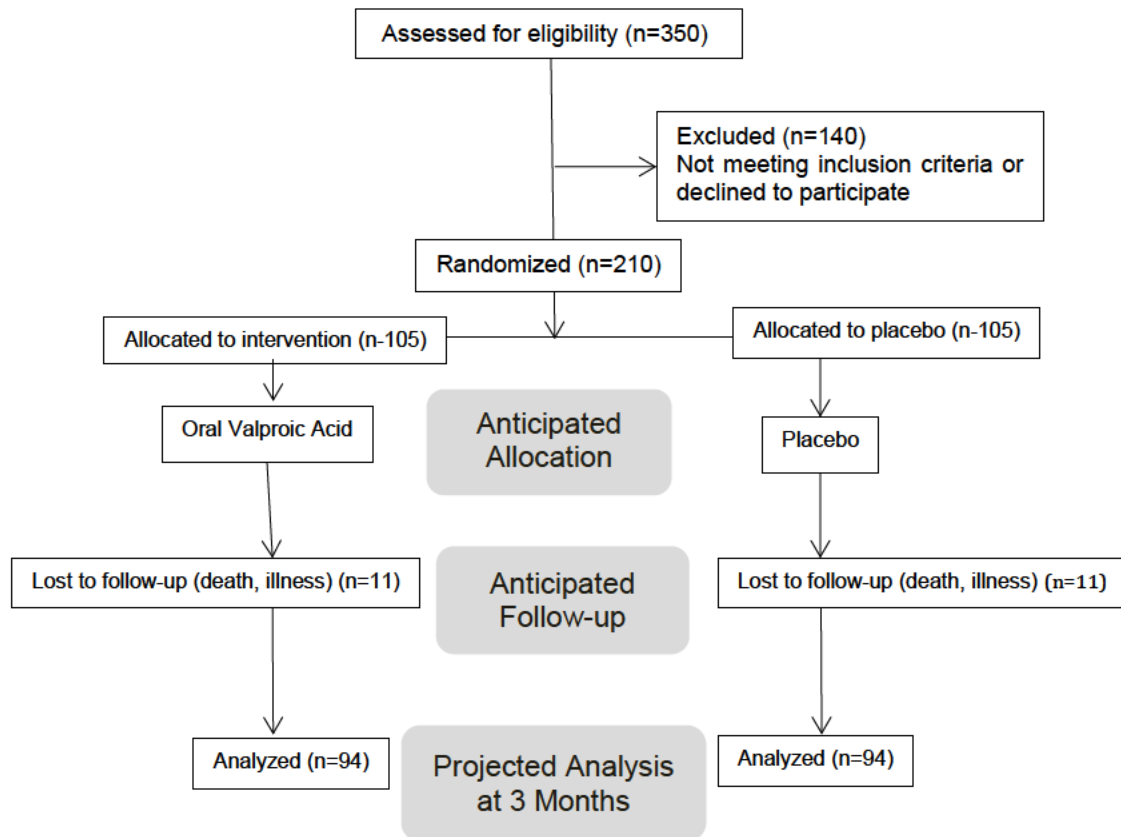 Assessed for eligibility (n=350)
Excluded (n=140)
Not meeting inclusion criteria or
declined to participate
Randomized (n=210)
Allocated to intervention (n-105)
Allocated to placebo (n-105)
Oral Valproic Acid
Anticipated
Allocation
Placebo
Lost to follow-up (death, illness) (n=11)
Anticipated
Follow-up
Lost to follow-up (death, illness) (n=11)
Analyzed (n=94)
Projected Analysis
at 3 Months
Analyzed (n=94)